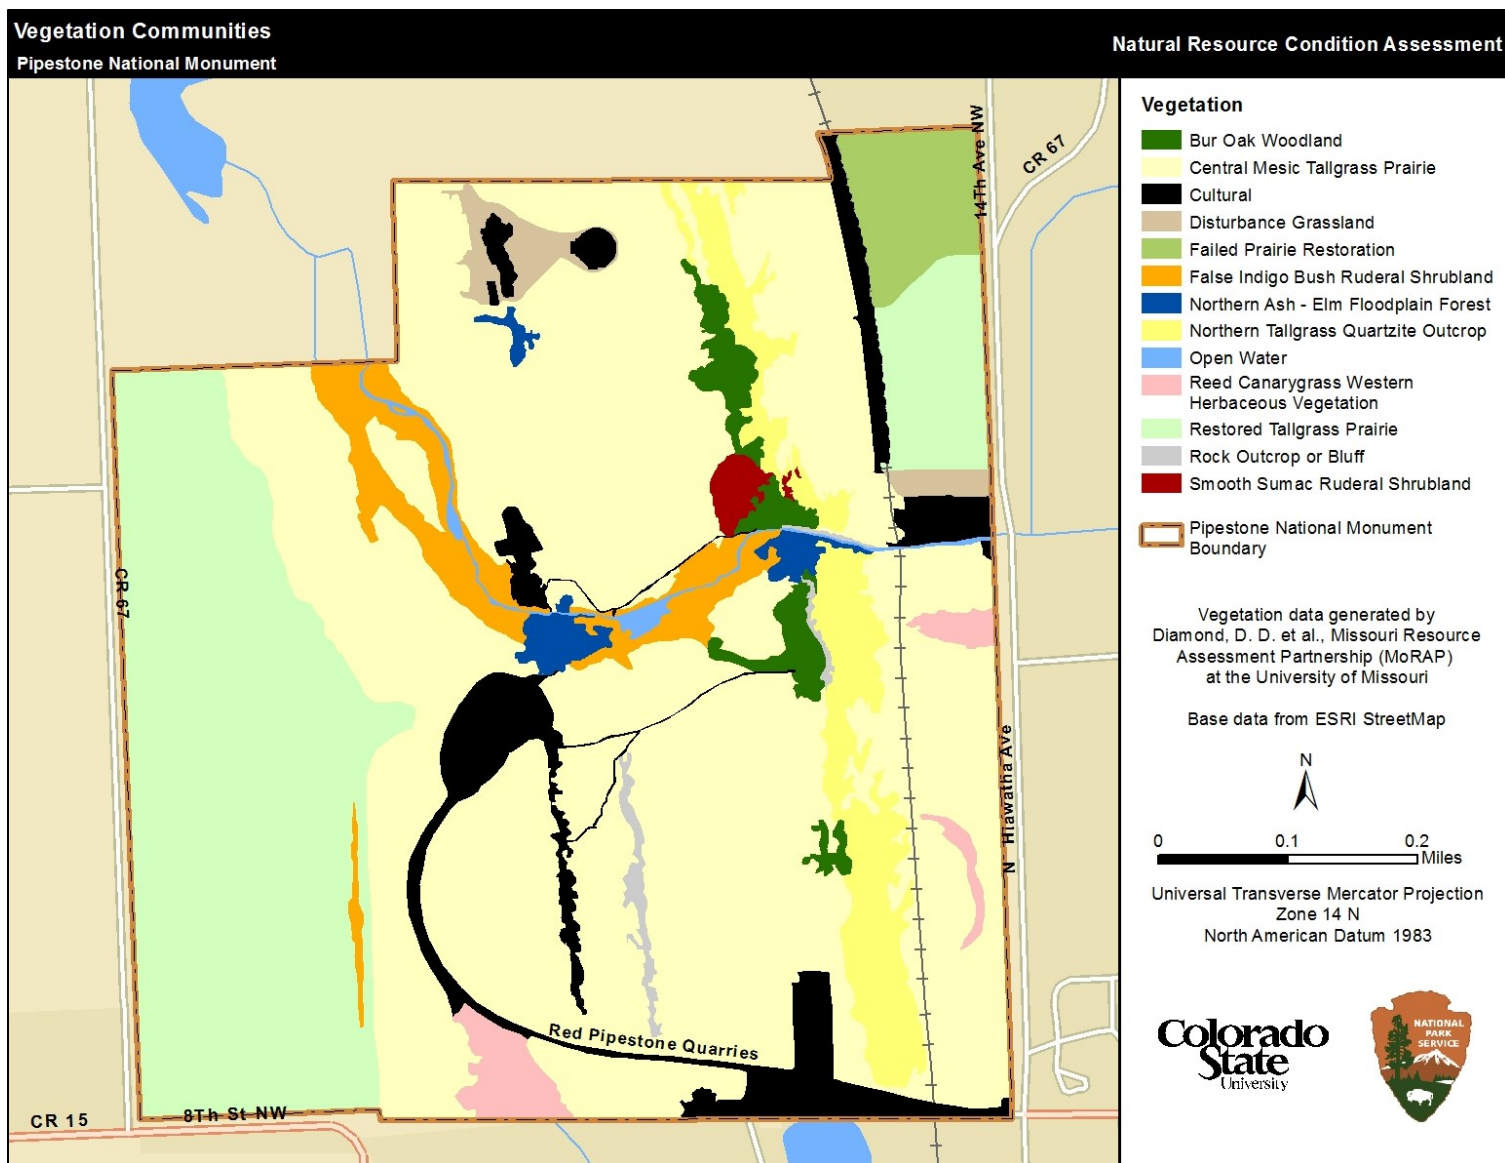 Vegetation Communities
Pipestone National Monument
Natural Resource Condition Assessment
14Th Ave NW
CR 67
CR 67
N Hiawatha Ave
Red Pipestone Quarries
8Th St NW
CR 15
Vegetation
Bur Oak Woodland
Central Mesic Tallgrass Prairie
Cultural
Disturbance Grassland
Failed Prairie Restoration
False Indigo Bush Ruderal Shrubland
Northern Ash - Elm Floodplain Forest
Northern Tallgrass Quartzite Outcrop
Open Water
Reed Canarygrass Western
Herbaceous Vegetation
Restored Tallgrass Prairie
Rock Outcrop or Bluff
Smooth Sumac Ruderal Shrubland
Pipestone National Monument
Boundary
Vegetation data generated by
Diamond, D. D. et al., Missouri Resource
Assessment Partnership (MoRAP)
at the University of Missouri
Base data from ESRI StreetMap
N
0 0.1 0.2
Miles
Universal Transverse Mercator Projection
Zone 14 N
North American Datum 1983
Colorado
State
University
NATIONAL
PARK
SERVICE